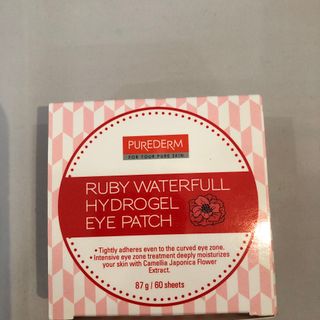 PUREDERM
FOR YOUR PURE SKIN
RUBY WATERFULL
HYDROGEL
EYE PATCH
• Tightly adheres even to the curved eye zone.
• Intensive eye zone treatment deeply moisturizes
your skin with Camellia Japonica Flower
Extract.
87 g / 60 sheets